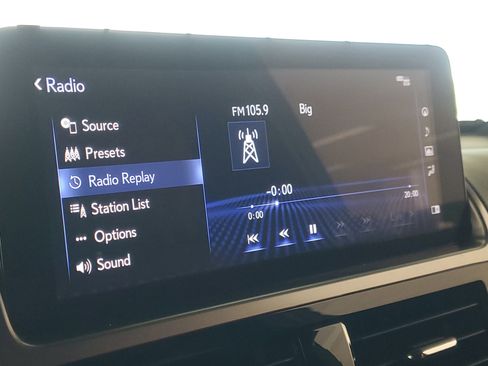 Radio
Source
Presets
Radio Replay
Station List
Options
Sound
FM 105.9 Big
-0:00
0:00 20:00